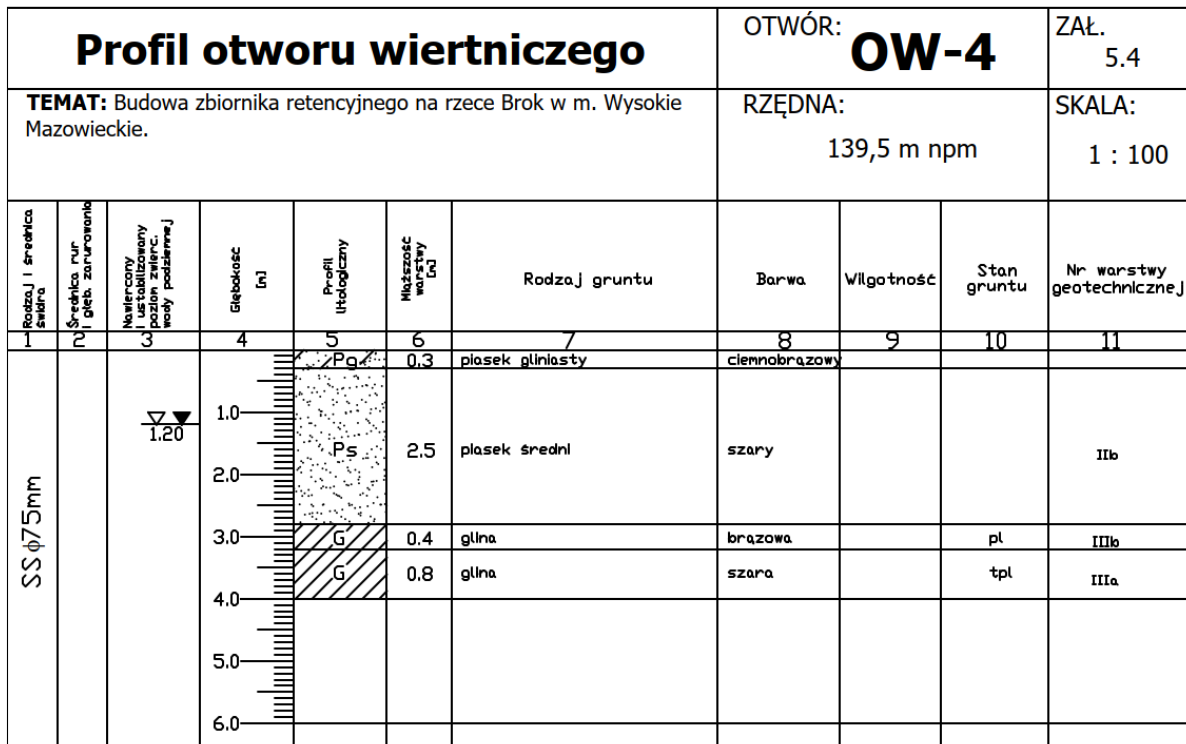 Profil otworu wiertniczego
OTWÓR:
OW-4
ZAŁ.
5.4
TEMAT: Budowa zbiornika retencyjnego na rzece Brok w m. Wysokie
Mazowieckie.
RZĘDNA:
139,5 m npm
SKALA:
1 : 100
Rodzaj i średnica
świdra
Średnica rur
i głęb. zarurowania
Nawiercony
i ustabilizowany
poziom zwierc.
wody podziemnej
Głębokość
[m]
Profil
litologiczny
Miąższość
warstwy
[m]
Rodzaj gruntu
Barwa
Wilgotność
Stan
gruntu
Nr warstwy
geotechnicznej
1 2 3 4 5 6 7 8 9 10 11
Pg 0.3 piasek gliniasty ciemnobrązowy
1.0
1.20
Ps 2.5 piasek średni szary IIb
2.0
SSϕ75mm
3.0 G 0.4 glina brązowa pl IIIb
G 0.8 glina szara tpl IIIa
4.0
5.0
6.0